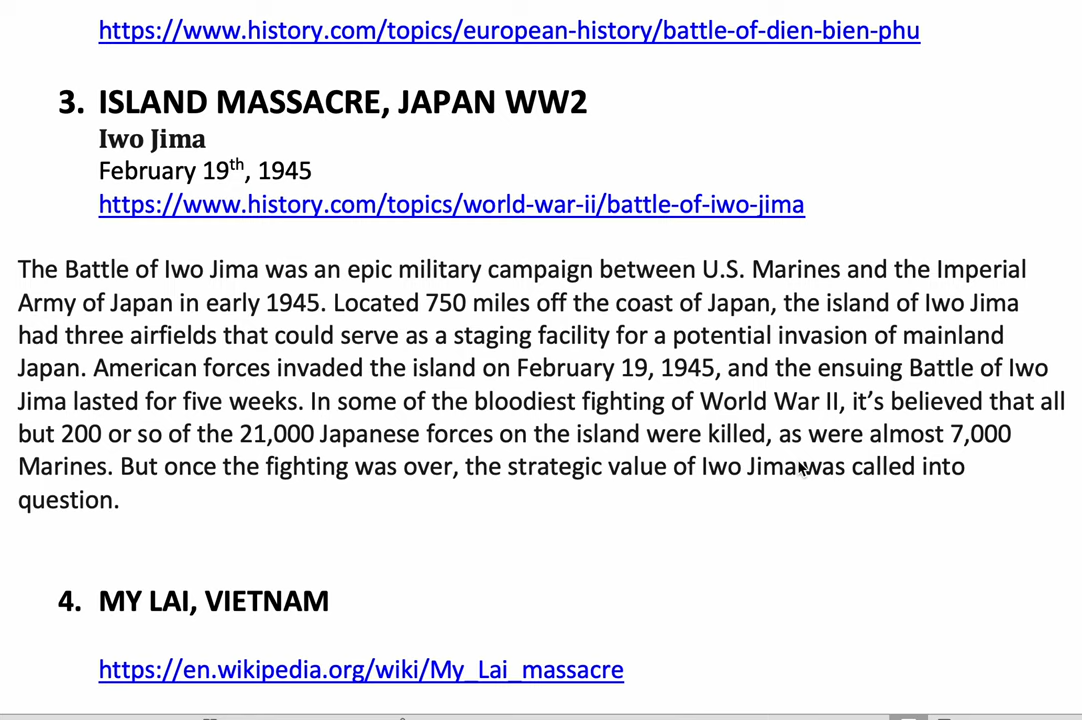 https://www.history.com/topics/european-history/battle-of-dien-bien-phu
3. ISLAND MASSACRE, JAPAN WW2
Iwo Jima
February 19th, 1945
https://www.history.com/topics/world-war-ii/battle-of-iwo-jima
The Battle of Iwo Jima was an epic military campaign between U.S. Marines and the Imperial
Army of Japan in early 1945. Located 750 miles off the coast of Japan, the island of Iwo Jima
had three airfields that could serve as a staging facility for a potential invasion of mainland
Japan. American forces invaded the island on February 19, 1945, and the ensuing Battle of Iwo
Jima lasted for five weeks. In some of the bloodiest fighting of World War II, it’s believed that all
but 200 or so of the 21,000 Japanese forces on the island were killed, as were almost 7,000
Marines. But once the fighting was over, the strategic value of Iwo Jima was called into
question.
4. MY LAI, VIETNAM
https://en.wikipedia.org/wiki/My_Lai_massacre